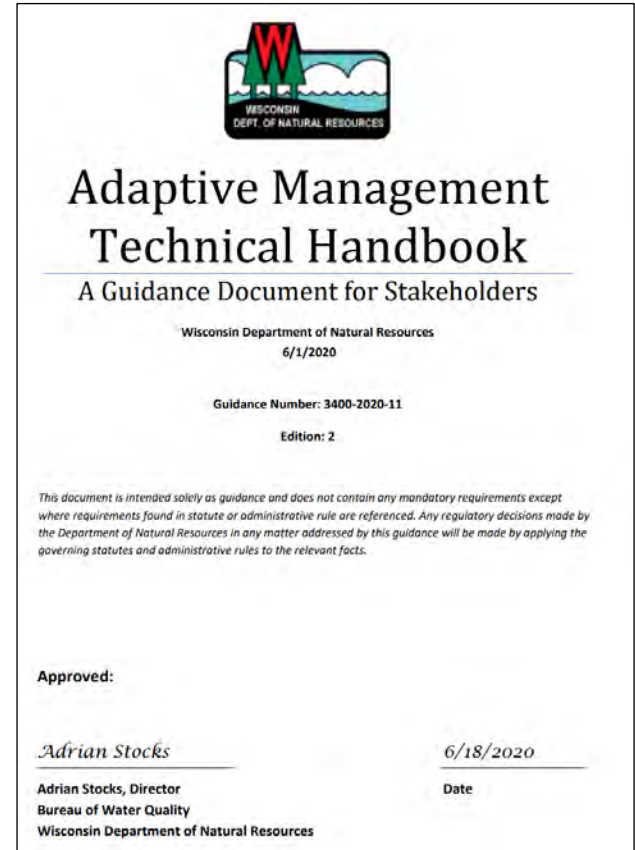 W
WISCONSIN
DEPT. OF NATURAL RESOURCES
Adaptive Management
Technical Handbook
A Guidance Document for Stakeholders
Wisconsin Department of Natural Resources
6/1/2020
Guidance Number: 3400-2020-11
Edition: 2
This document is intended solely as guidance and does not contain any mandatory requirements except
where requirements found in statute or administrative rule are referenced. Any regulatory decisions made by
the Department of Natural Resources in any matter addressed by this guidance will be made by applying the
governing statutes and administrative rules to the relevant facts.
Approved:
Adrian Stocks
6/18/2020
Adrian Stocks, Director
Date
Bureau of Water Quality
Wisconsin Department of Natural Resources